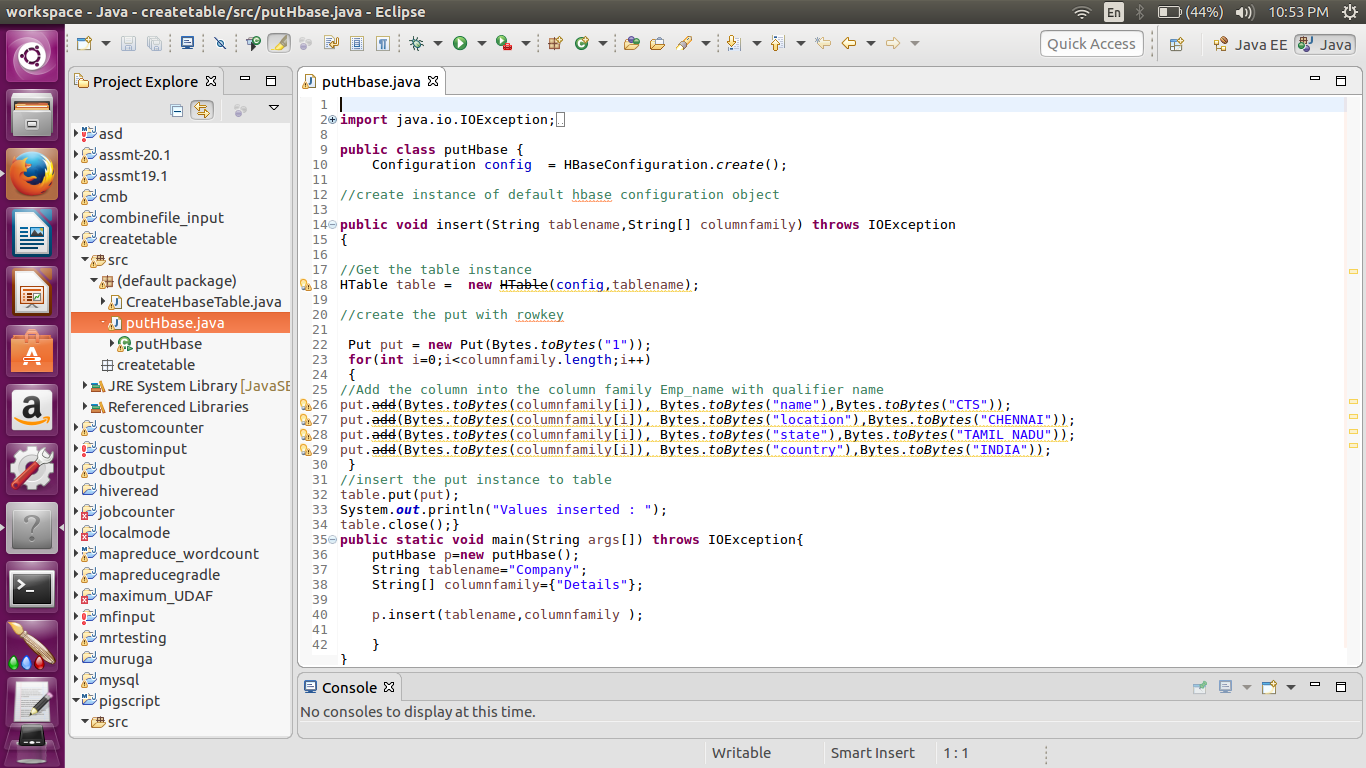 workspace - Java - createtable/src/putHbase.java - Eclipse
En
(44%)
10:53 PM
Quick Access
Java EE
Java
Project Explore
asd
assmt-20.1
assmt19.1
cmb
combinefile_input
createtable
src
(default package)
CreateHbaseTable.java
putHbase.java
putHbase
createtable
JRE System Library [JavaSE
Referenced Libraries
customcounter
custominput
dboutput
hiveread
jobcounter
localmode
mapreduce_wordcount
mapreducegradle
maximum_UDAF
mfinput
mrtesting
muruga
mysql
pigscript
src
putHbase.java
1
2 import java.io.IOException;
8
9 public class putHbase {
10 Configuration config  = HBaseConfiguration.create();
11
12 //create instance of default hbase configuration object
13
14 public void insert(String tablename,String[] columnfamily) throws IOException
15 {
16
17 //Get the table instance
18 HTable table =  new HTable(config,tablename);
19
20 //create the put with rowkey
21
22 Put put = new Put(Bytes.toBytes("1"));
23 for(int i=0;i<columnfamily.length;i++)
24 {
25 //Add the column into the column family Emp_name with qualifier name
26 put.add(Bytes.toBytes(columnfamily[i]), Bytes.toBytes("name"),Bytes.toBytes("CTS"));
27 put.add(Bytes.toBytes(columnfamily[i]), Bytes.toBytes("location"),Bytes.toBytes("CHENNAI"));
28 put.add(Bytes.toBytes(columnfamily[i]), Bytes.toBytes("state"),Bytes.toBytes("TAMIL NADU"));
29 put.add(Bytes.toBytes(columnfamily[i]), Bytes.toBytes("country"),Bytes.toBytes("INDIA"));
30 }
31 //insert the put instance to table
32 table.put(put);
33 System.out.println("Values inserted : ");
34 table.close();}
35 public static void main(String args[]) throws IOException{
36 putHbase p=new putHbase();
37 String tablename="Company";
38 String[] columnfamily={"Details"};
39
40 p.insert(tablename,columnfamily );
41
42 }
}
Console
No consoles to display at this time.
Writable
Smart Insert
1 : 1